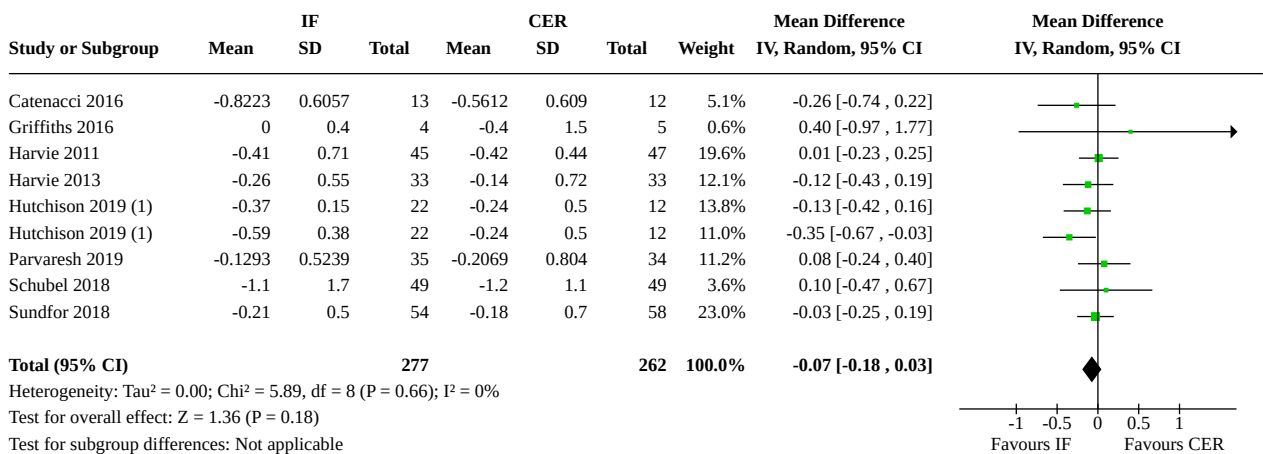 IF CER Mean Difference Mean Difference
Study or Subgroup Mean SD Total Mean SD Total Weight IV, Random, 95% CI IV, Random, 95% CI
Catenacci 2016 -0.8223 0.6057 13 -0.5612 0.609 12 5.1% -0.26 [-0.74 , 0.22]
Griffiths 2016 0 0.4 4 -0.4 1.5 5 0.6% 0.40 [-0.97 , 1.77]
Harvie 2011 -0.41 0.71 45 -0.42 0.44 47 19.6% 0.01 [-0.23 , 0.25]
Harvie 2013 -0.26 0.55 33 -0.14 0.72 33 12.1% -0.12 [-0.43 , 0.19]
Hutchison 2019 (1) -0.37 0.15 22 -0.24 0.5 12 13.8% -0.13 [-0.42 , 0.16]
Hutchison 2019 (1) -0.59 0.38 22 -0.24 0.5 12 11.0% -0.35 [-0.67 , -0.03]
Parvaresh 2019 -0.1293 0.5239 35 -0.2069 0.804 34 11.2% 0.08 [-0.24 , 0.40]
Schubel 2018 -1.1 1.7 49 -1.2 1.1 49 3.6% 0.10 [-0.47 , 0.67]
Sundfor 2018 -0.21 0.5 54 -0.18 0.7 58 23.0% -0.03 [-0.25 , 0.19]
Total (95% CI) 277 262 100.0% -0.07 [-0.18 , 0.03]
Heterogeneity: Tau² = 0.00; Chi² = 5.89, df = 8 (P = 0.66); I² = 0%
Test for overall effect: Z = 1.36 (P = 0.18)
Test for subgroup differences: Not applicable
-1 -0.5 0 0.5 1
Favours IF Favours CER